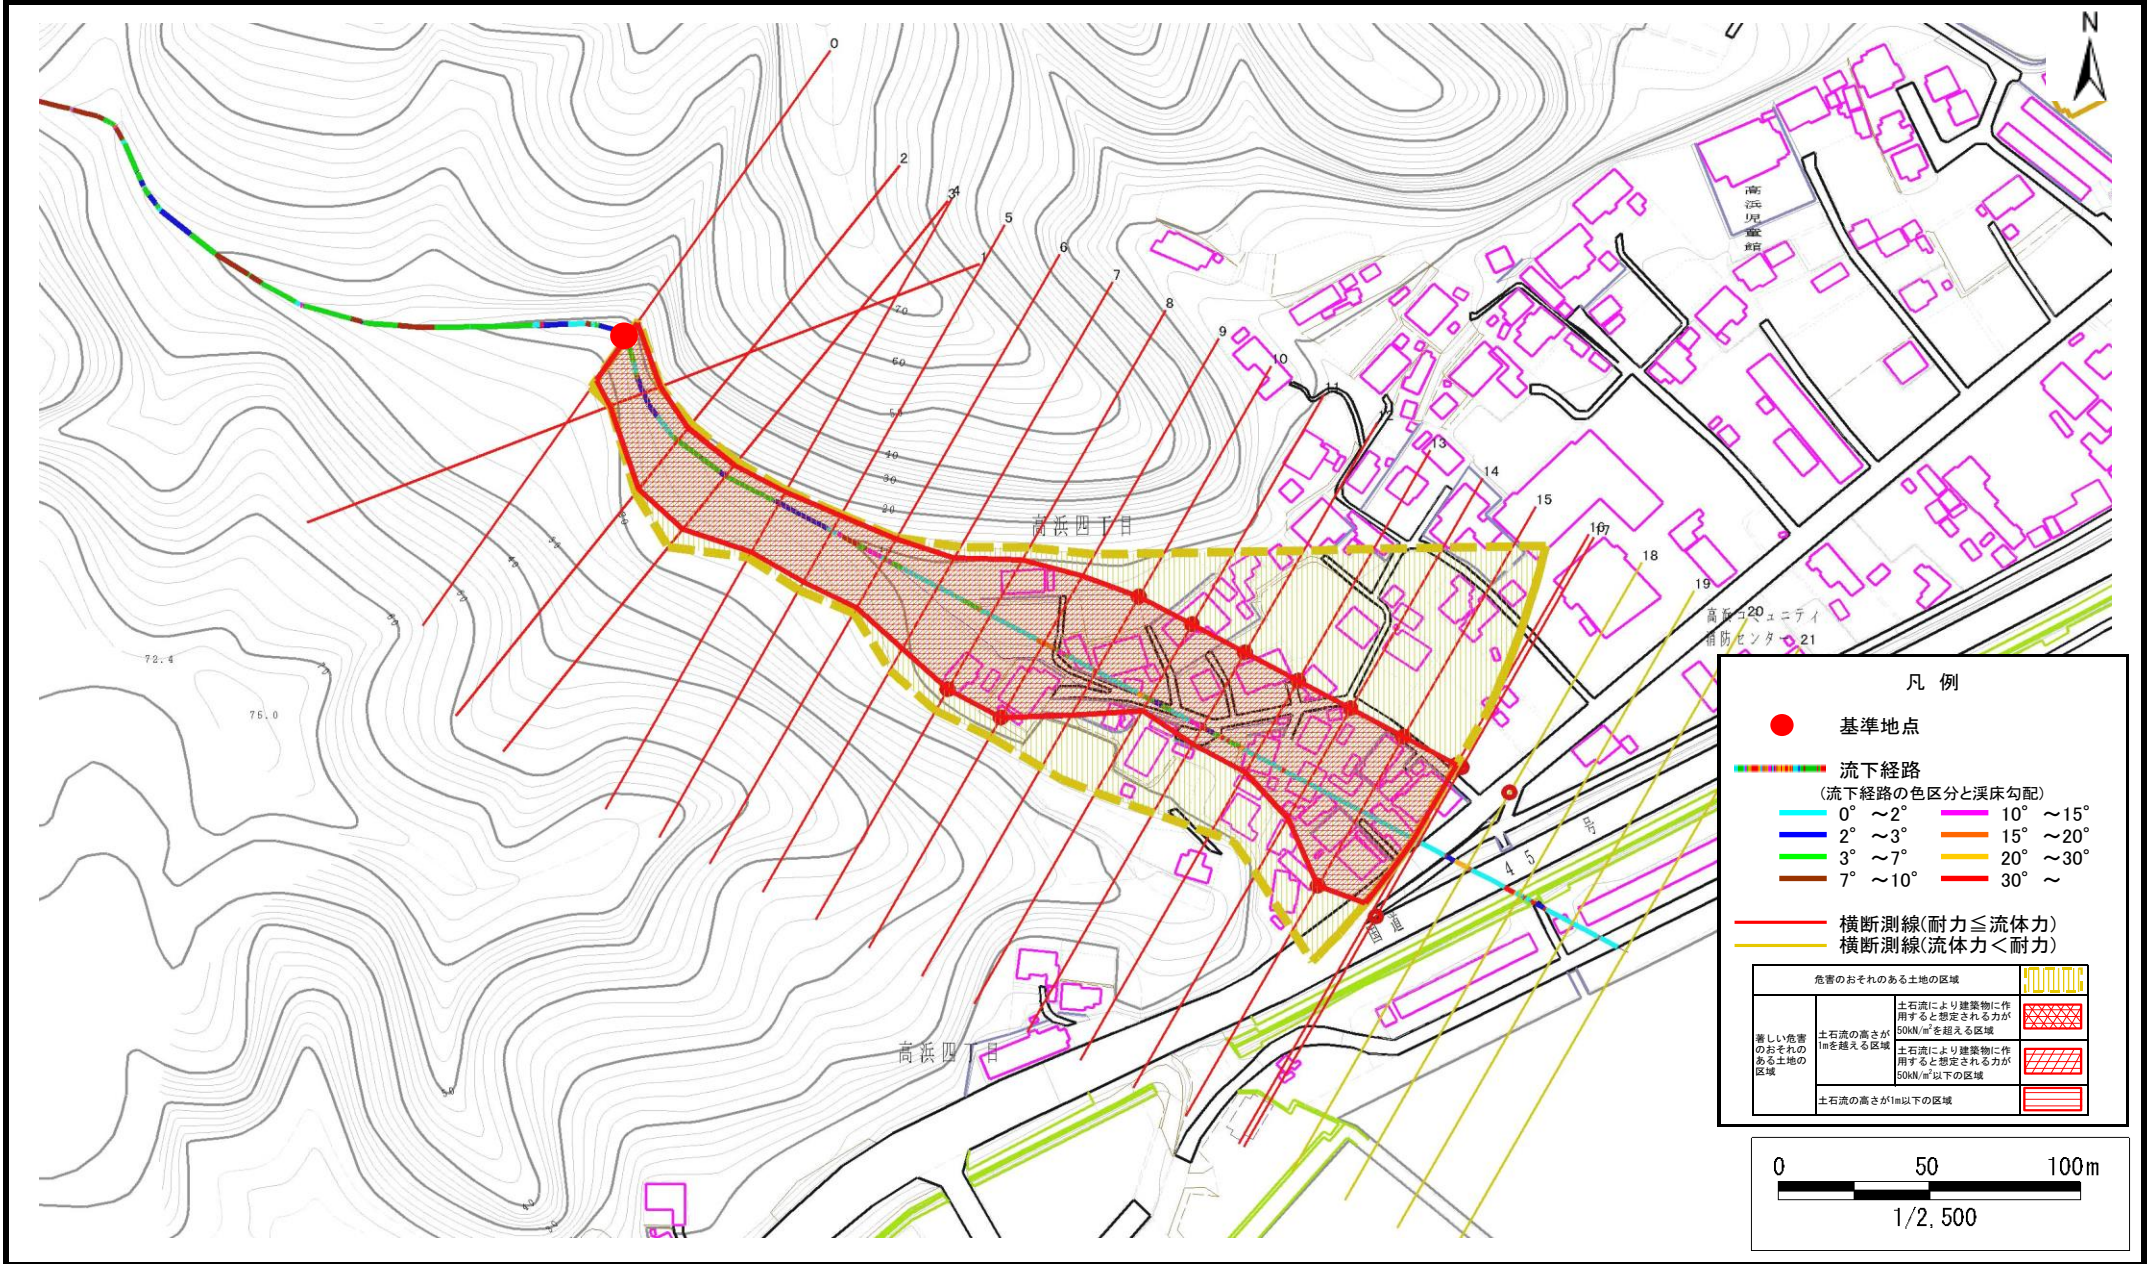 N
0
2
3
4
5
1
6
7
8
9
10
11
12
13
14
15
16
17
18
19
20
21
70
60
50
40
30
20
72.4
76.0
高浜児童館
高浜四丁目
高浜コミュニティ
消防センター
国道
45
号
高浜四丁目
凡 例
基準地点
流下経路
(流下経路の色区分と渓床勾配)
0° ～2°
10° ～15°
2° ～3°
15° ～20°
3° ～7°
20° ～30°
7° ～10°
30° ～
横断測線(耐力≦流体力)
横断測線(流体力＜耐力)
危害のおそれのある土地の区域
著しい危害
のおそれの
ある土地の
区域
土石流の高さが
1mを越える区域
土石流により建築物に作
用すると想定される力が
50kN/m²を超える区域
土石流により建築物に作
用すると想定される力が
50kN/m²以下の区域
土石流の高さが1m以下の区域
0 50 100m
1/2,500